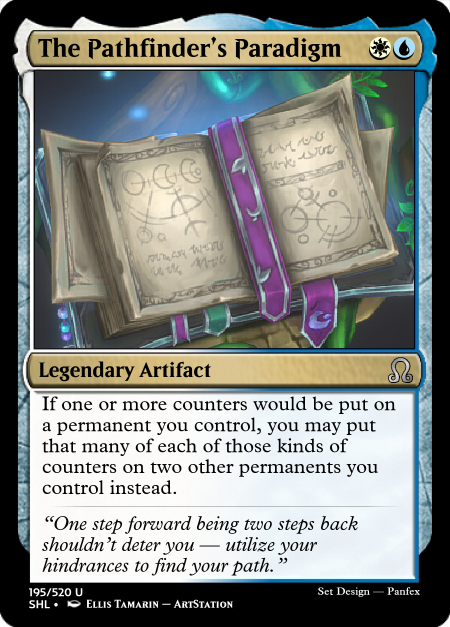 The Pathfinder's Paradigm
Legendary Artifact
If one or more counters would be put on
a permanent you control, you may put
that many of each of those kinds of
counters on two other permanents you
control instead.
“One step forward being two steps back
shouldn't deter you — utilize your
hindrances to find your path.”
195/520 U
SHL • Ellis Tamarin — ArtStation
Set Design — Panfex